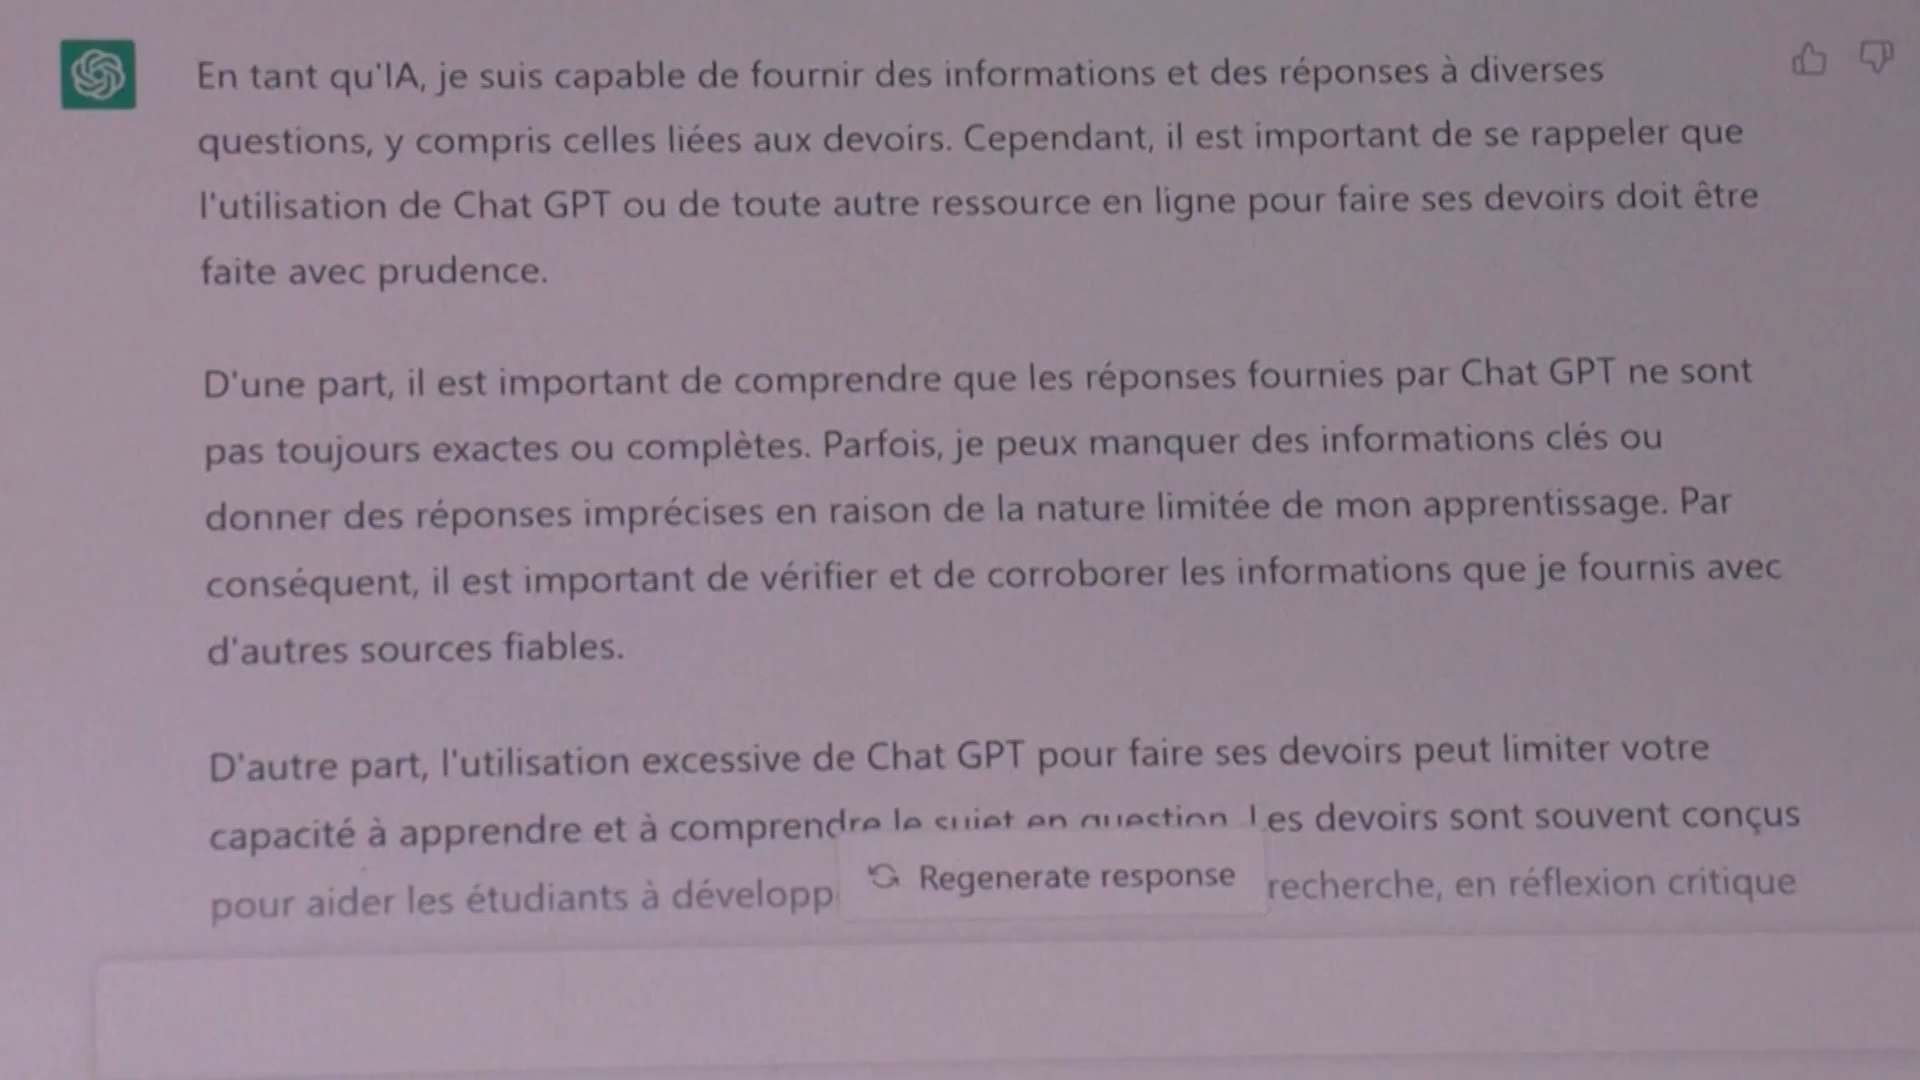 En tant qu'IA, je suis capable de fournir des informations et des réponses à diverses
questions, y compris celles liées aux devoirs. Cependant, il est important de se rappeler que
l'utilisation de Chat GPT ou de toute autre ressource en ligne pour faire ses devoirs doit être
faite avec prudence.
D'une part, il est important de comprendre que les réponses fournies par Chat GPT ne sont
pas toujours exactes ou complètes. Parfois, je peux manquer des informations clés ou
donner des réponses imprécises en raison de la nature limitée de mon apprentissage. Par
conséquent, il est important de vérifier et de corroborer les informations que je fournis avec
d'autres sources fiables.
D'autre part, l'utilisation excessive de Chat GPT pour faire ses devoirs peut limiter votre
capacité à apprendre et à comprendre le sujet en question. Les devoirs sont souvent conçus
pour aider les étudiants à développ recherche, en réflexion critique
Regenerate response